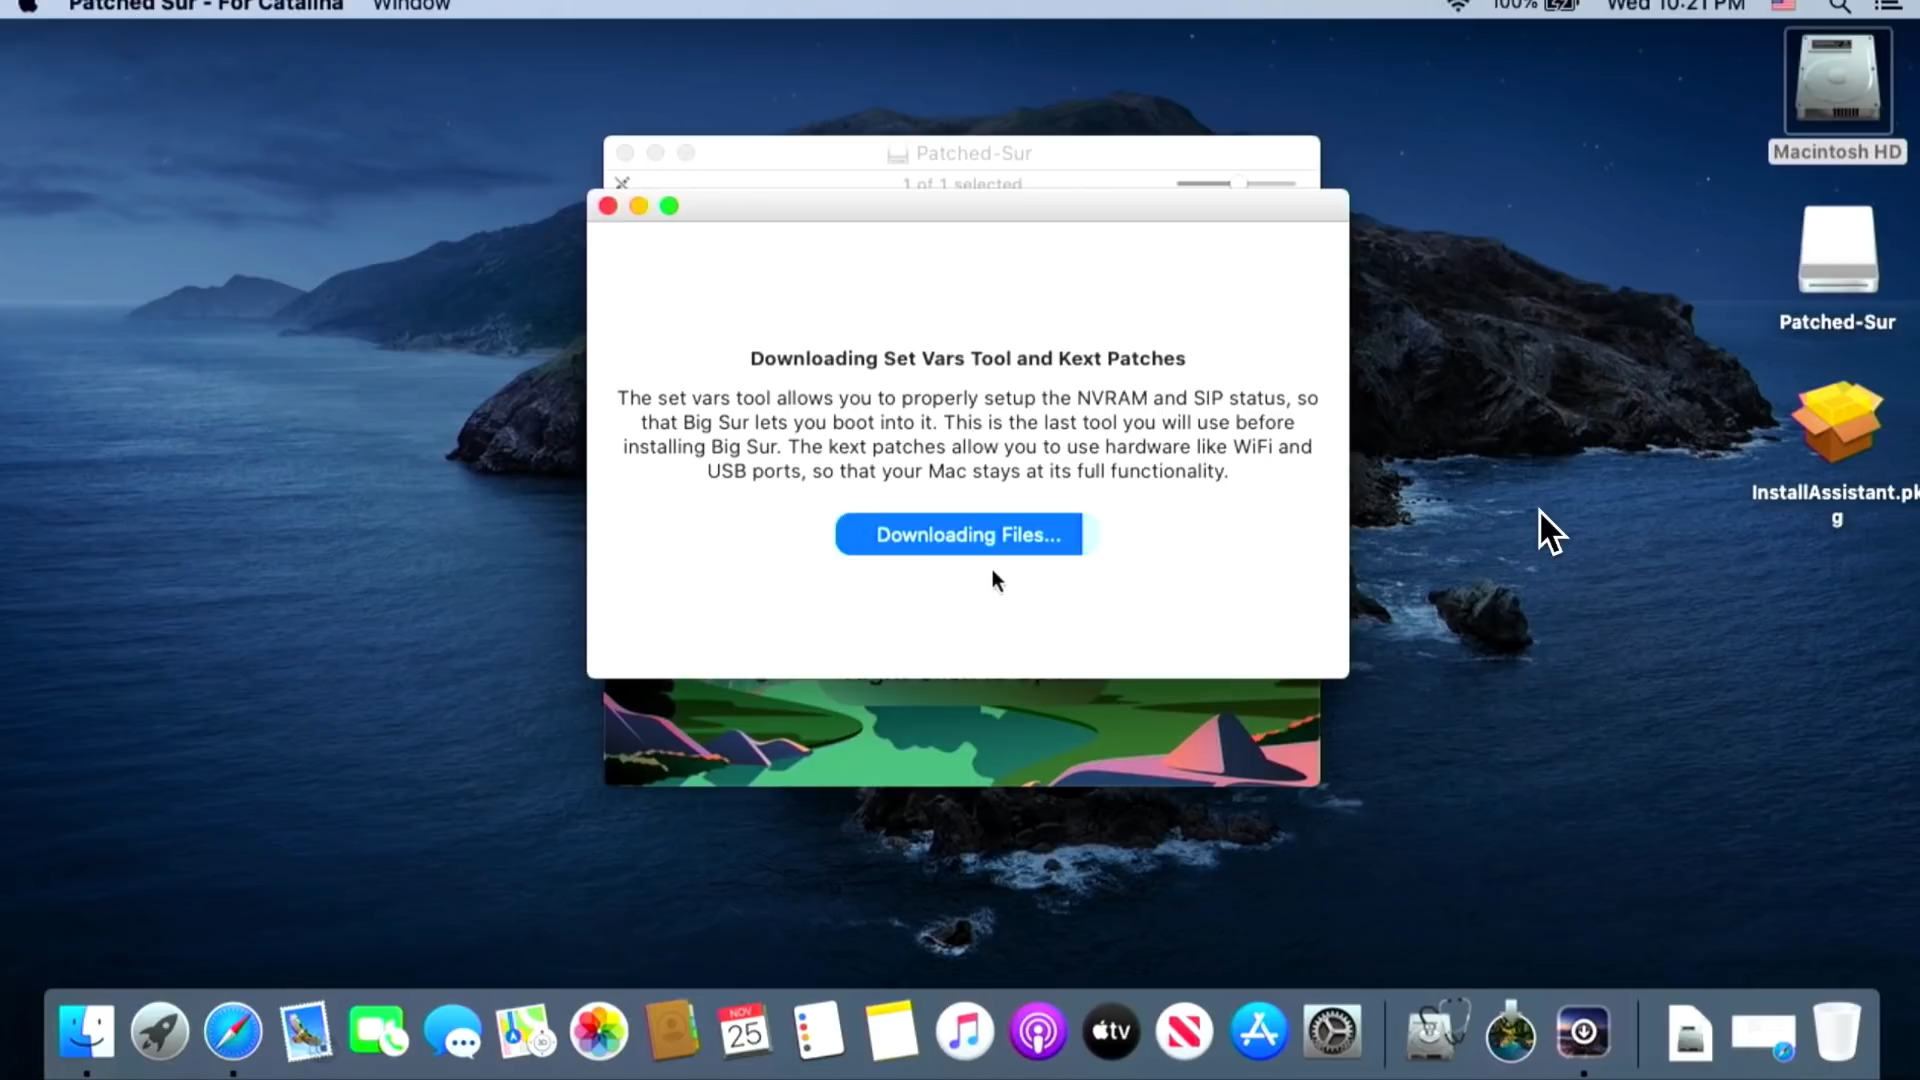 Patched Sur - For Catalina Window 100% Wed 10:21 PM
Macintosh HD
Patched-Sur
1 of 1 selected
Downloading Set Vars Tool and Kext Patches
The set vars tool allows you to properly setup the NVRAM and SIP status, so
that Big Sur lets you boot into it. This is the last tool you will use before
installing Big Sur. The kext patches allow you to use hardware like WiFi and
USB ports, so that your Mac stays at its full functionality.
Downloading Files...
Patched-Sur
InstallAssistant.pk
g
NOV
25
tv